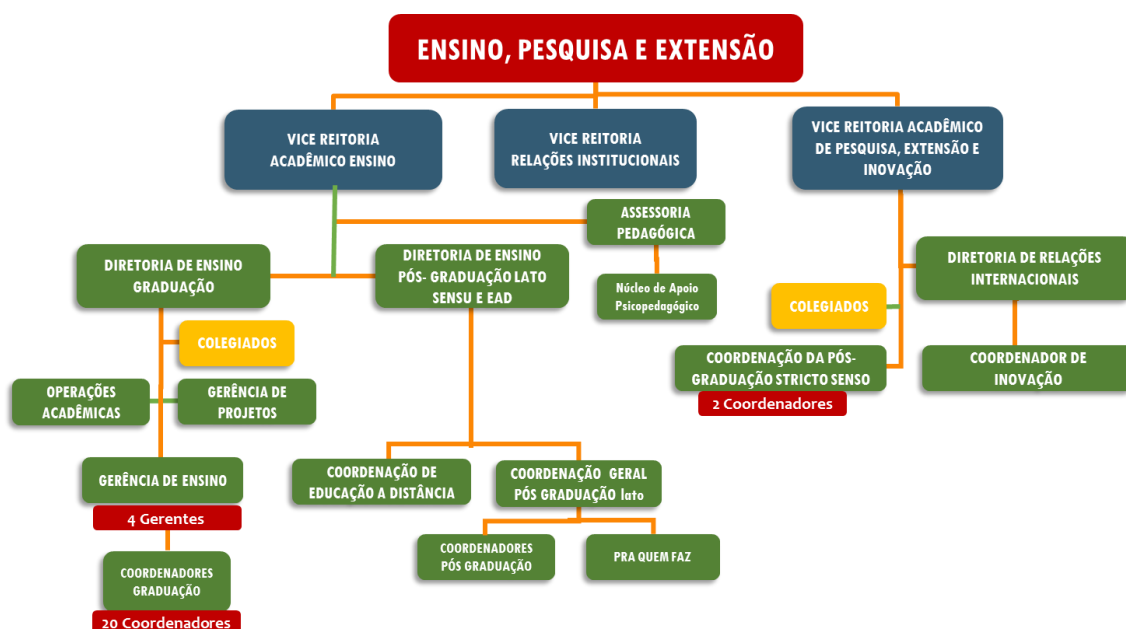 ENSINO, PESQUISA E EXTENSÃO
VICE REITORIA
ACADÊMICO ENSINO
VICE REITORIA
RELAÇÕES INSTITUCIONAIS
VICE REITORIA ACADÊMICO
DE PESQUISA, EXTENSÃO E
INOVAÇÃO
ASSESSORIA
PEDAGÓGICA
DIRETORIA DE ENSINO
GRADUAÇÃO
DIRETORIA DE ENSINO
PÓS- GRADUAÇÃO LATO
SENSU E EAD
Núcleo de Apoio
Psicopedagógico
DIRETORIA DE RELAÇÕES
INTERNACIONAIS
COLEGIADOS
COLEGIADOS
COORDENAÇÃO DA PÓS-
GRADUAÇÃO STRICTO SENSO
2 Coordenadores
COORDENADOR DE
INOVAÇÃO
OPERAÇÕES
ACADÊMICAS
GERÊNCIA DE
PROJETOS
GERÊNCIA DE ENSINO
4 Gerentes
COORDENAÇÃO DE
EDUCAÇÃO A DISTÂNCIA
COORDENAÇÃO GERAL
PÓS GRADUAÇÃO lato
COORDENADORES
PÓS GRADUAÇÃO
PRA QUEM FAZ
COORDENADORES
GRADUAÇÃO
20 Coordenadores